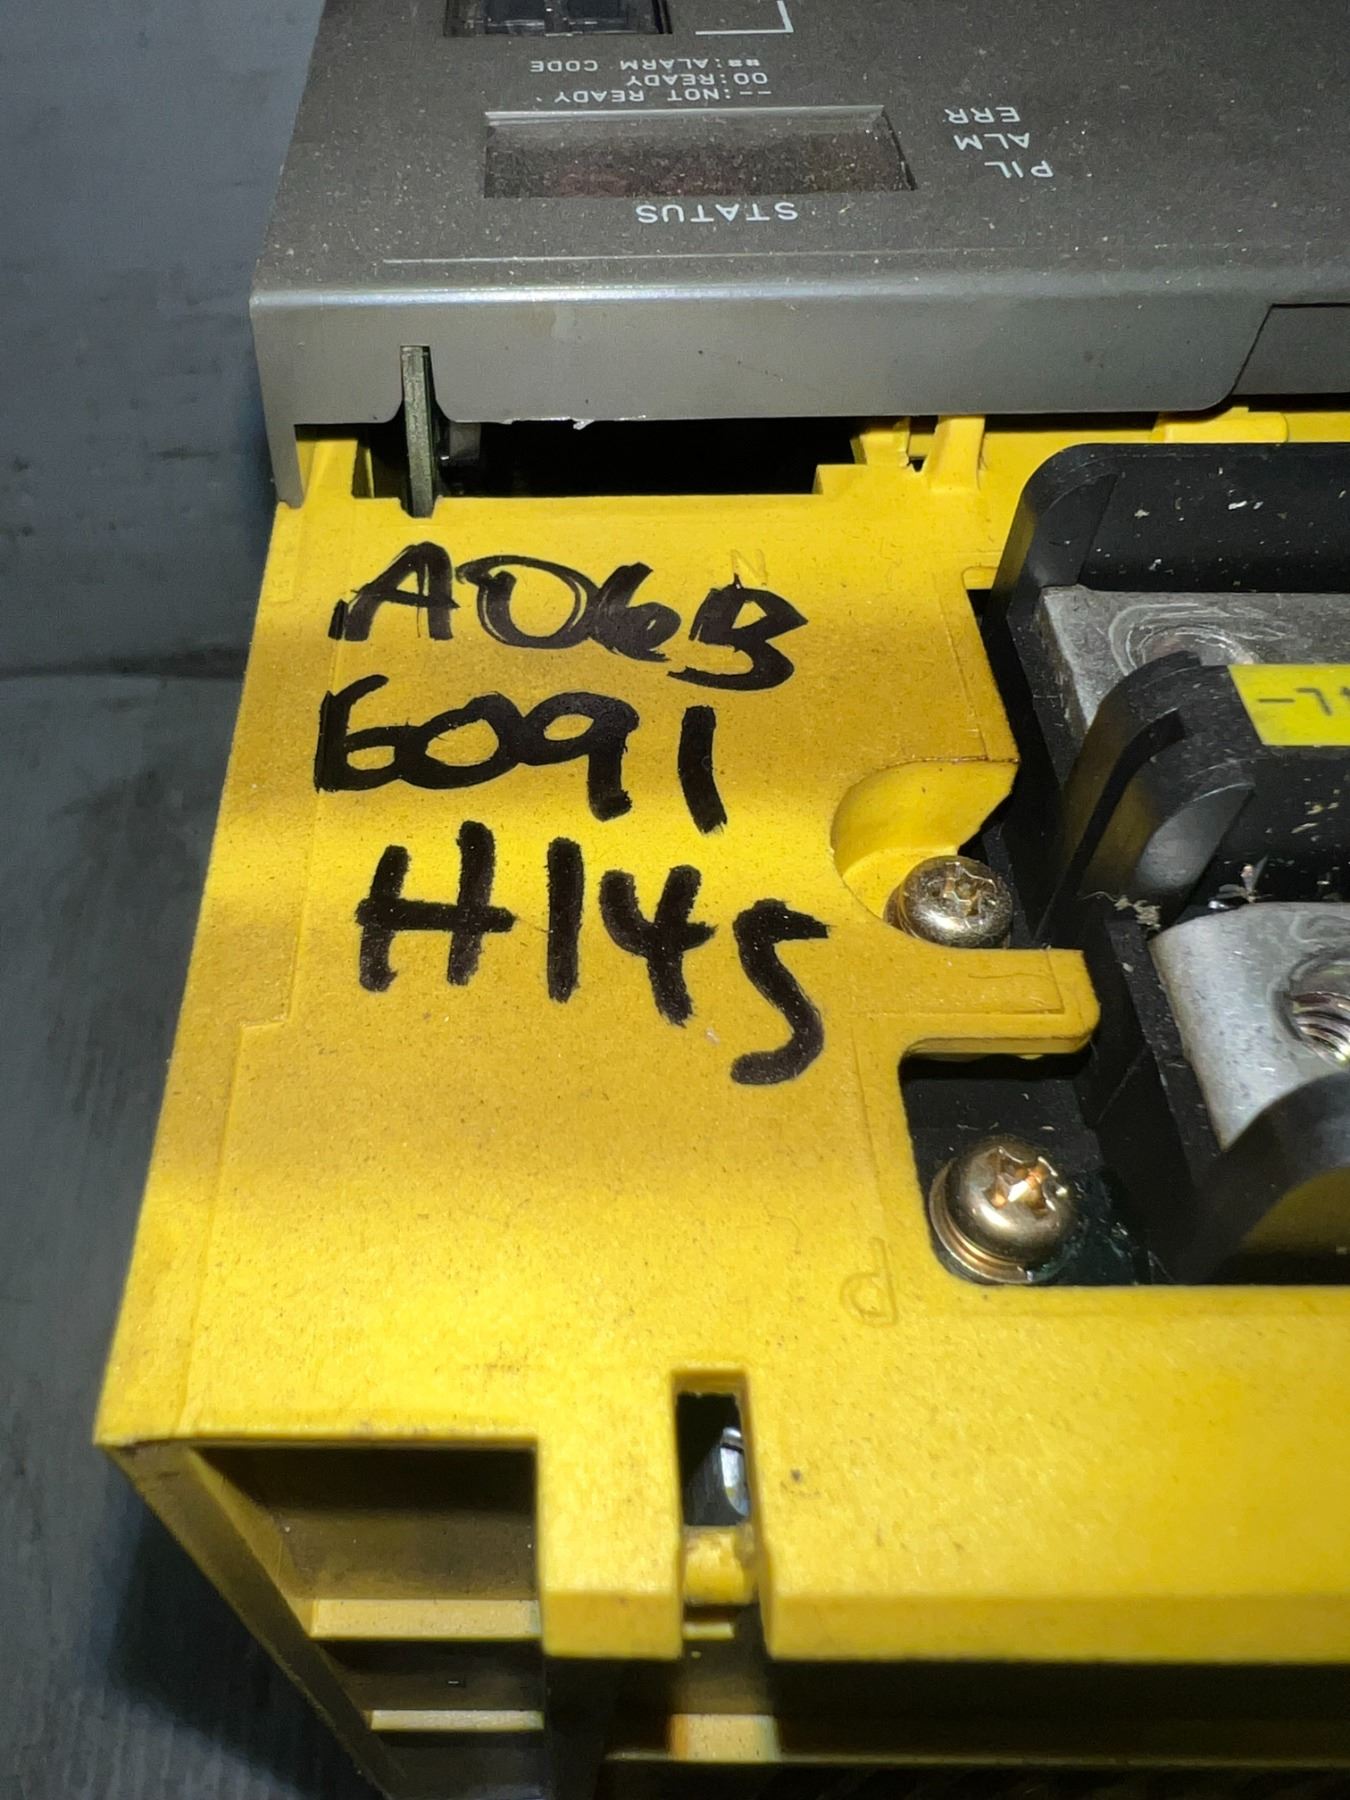 STATUS
PIL
ALM
ERR
--:NOT READY
00:READY
##:ALARM CODE
A06B
6091
H145
N
P